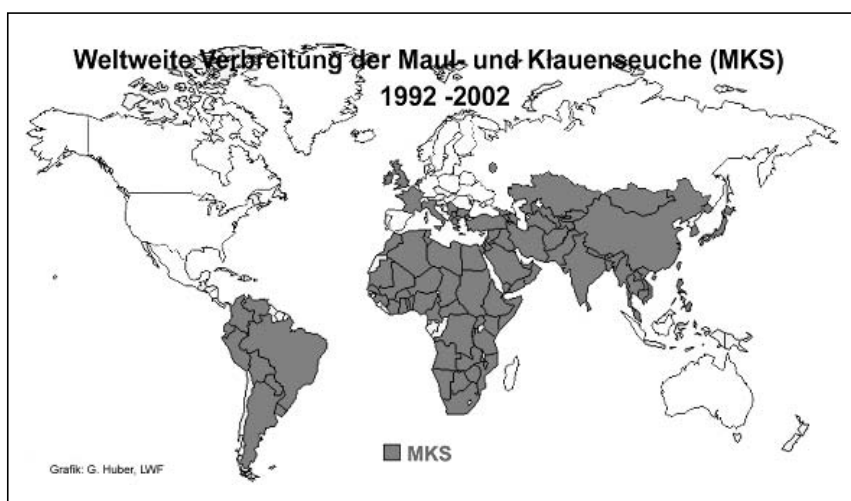 Weltweite Verbreitung der Maul- und Klauenseuche (MKS)
1992 -2002
MKS
Grafik: G. Huber, LWF